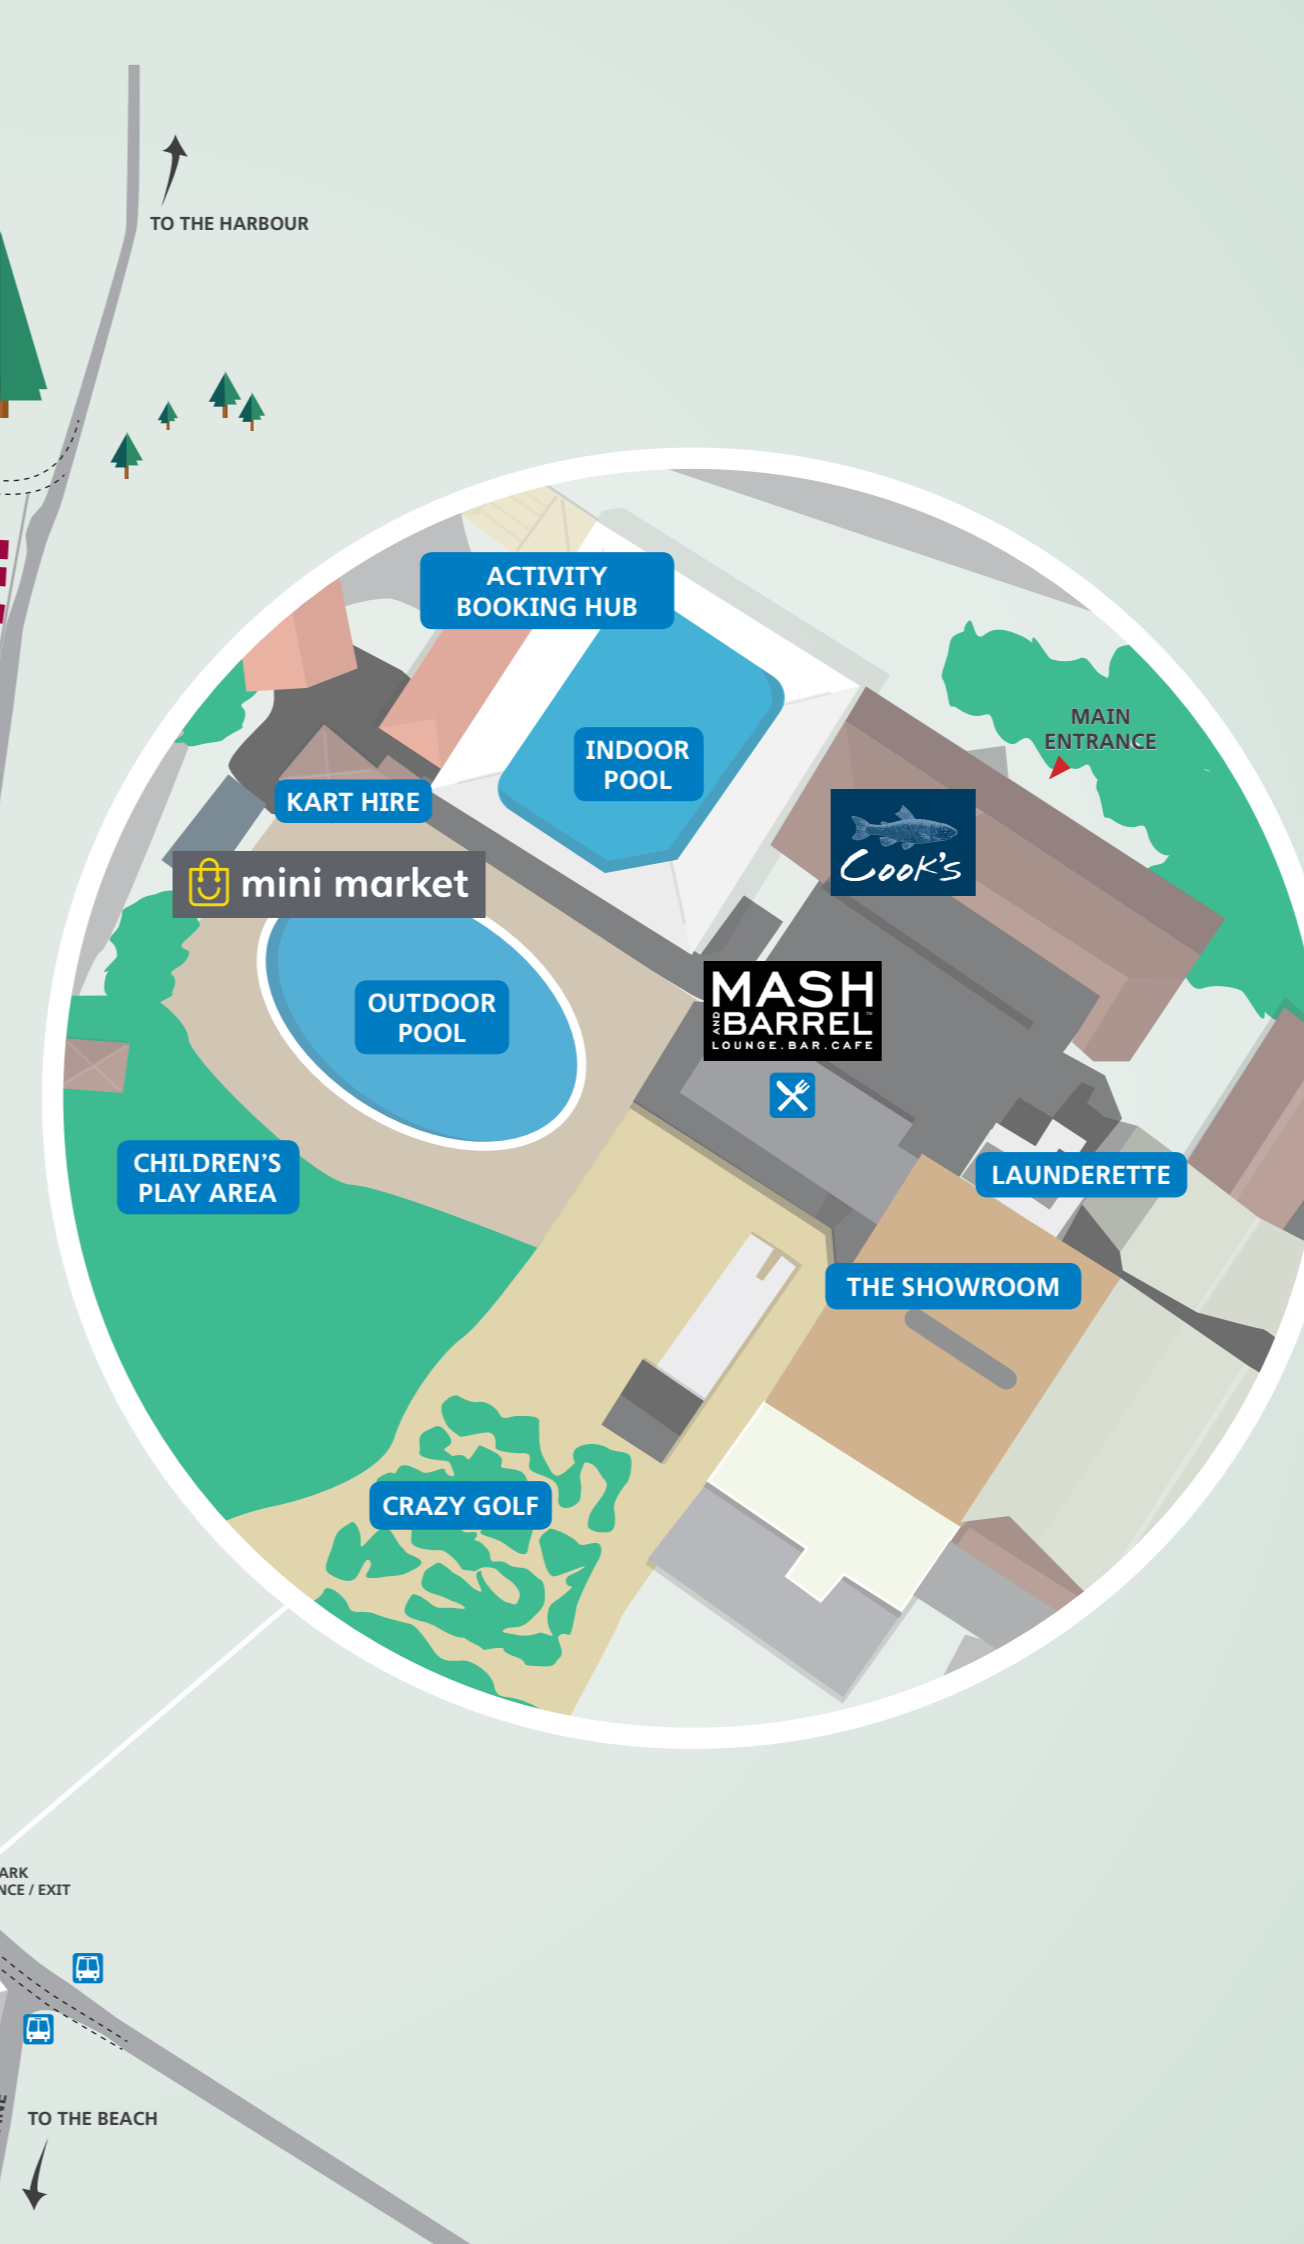 TO THE HARBOUR
ACTIVITY
BOOKING HUB
MAIN
ENTRANCE
INDOOR
POOL
KART HIRE
Cook's
mini market
MASH
AND
BARREL
LOUNGE.BAR.CAFE
OUTDOOR
POOL
CHILDREN'S
PLAY AREA
LAUNDERETTE
THE SHOWROOM
CRAZY GOLF
ARK
NCE / EXIT
TO THE BEACH